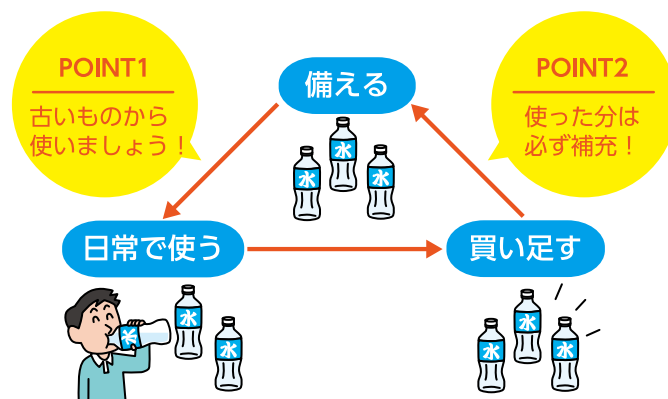 POINT1
古いものから
使いましょう！
備える
POINT2
使った分は
必ず補充！
水
水
水
日常で使う
買い足す
水
水
水
水
水
水